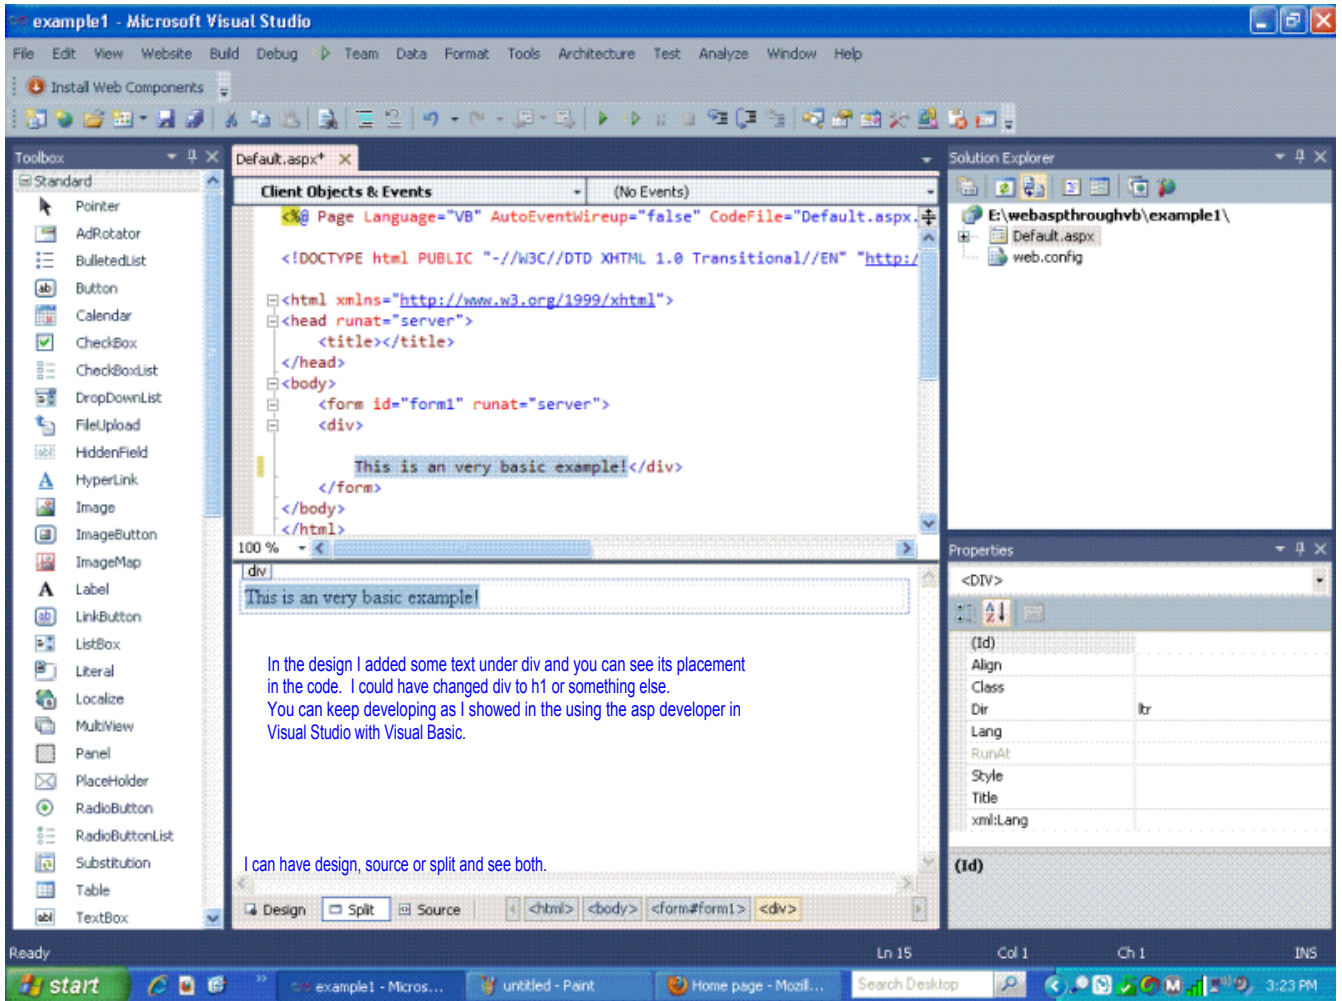 example1 - Microsoft Visual Studio
File Edit View Website Build Debug Team Data Format Tools Architecture Test Analyze Window Help
Install Web Components
Toolbox
Standard
Pointer
AdRotator
BulletedList
Button
Calendar
CheckBox
CheckBoxList
DropDownList
FileUpload
HiddenField
HyperLink
Image
ImageButton
ImageMap
Label
LinkButton
ListBox
Literal
Localize
MultiView
Panel
PlaceHolder
RadioButton
RadioButtonList
Substitution
Table
TextBox
Default.aspx*
Client Objects & Events (No Events)
<%@ Page Language="VB" AutoEventWireup="false" CodeFile="Default.aspx.
<!DOCTYPE html PUBLIC "-//W3C//DTD XHTML 1.0 Transitional//EN" "http:/
<html xmlns="http://www.w3.org/1999/xhtml">
<head runat="server">
<title></title>
</head>
<body>
<form id="form1" runat="server">
<div>
This is an very basic example!</div>
</form>
</body>
</html>
100 %
div
This is an very basic example!
In the design I added some text under div and you can see its placement
in the code. I could have changed div to h1 or something else.
You can keep developing as I showed in the using the asp developer in
Visual Studio with Visual Basic.
I can have design, source or split and see both.
Design Split Source <html> <body> <form#form1> <div>
Solution Explorer
E:\webaspthroughvb\example1\
Default.aspx
web.config
Properties
<DIV>
(Id)
Align
Class
Dir ltr
Lang
RunAt
Style
Title
xml:Lang
(Id)
Ready Ln 15 Col 1 Ch 1 INS
start example1 - Micros... untitled - Paint Home page - Mozill... Search Desktop 3:23 PM